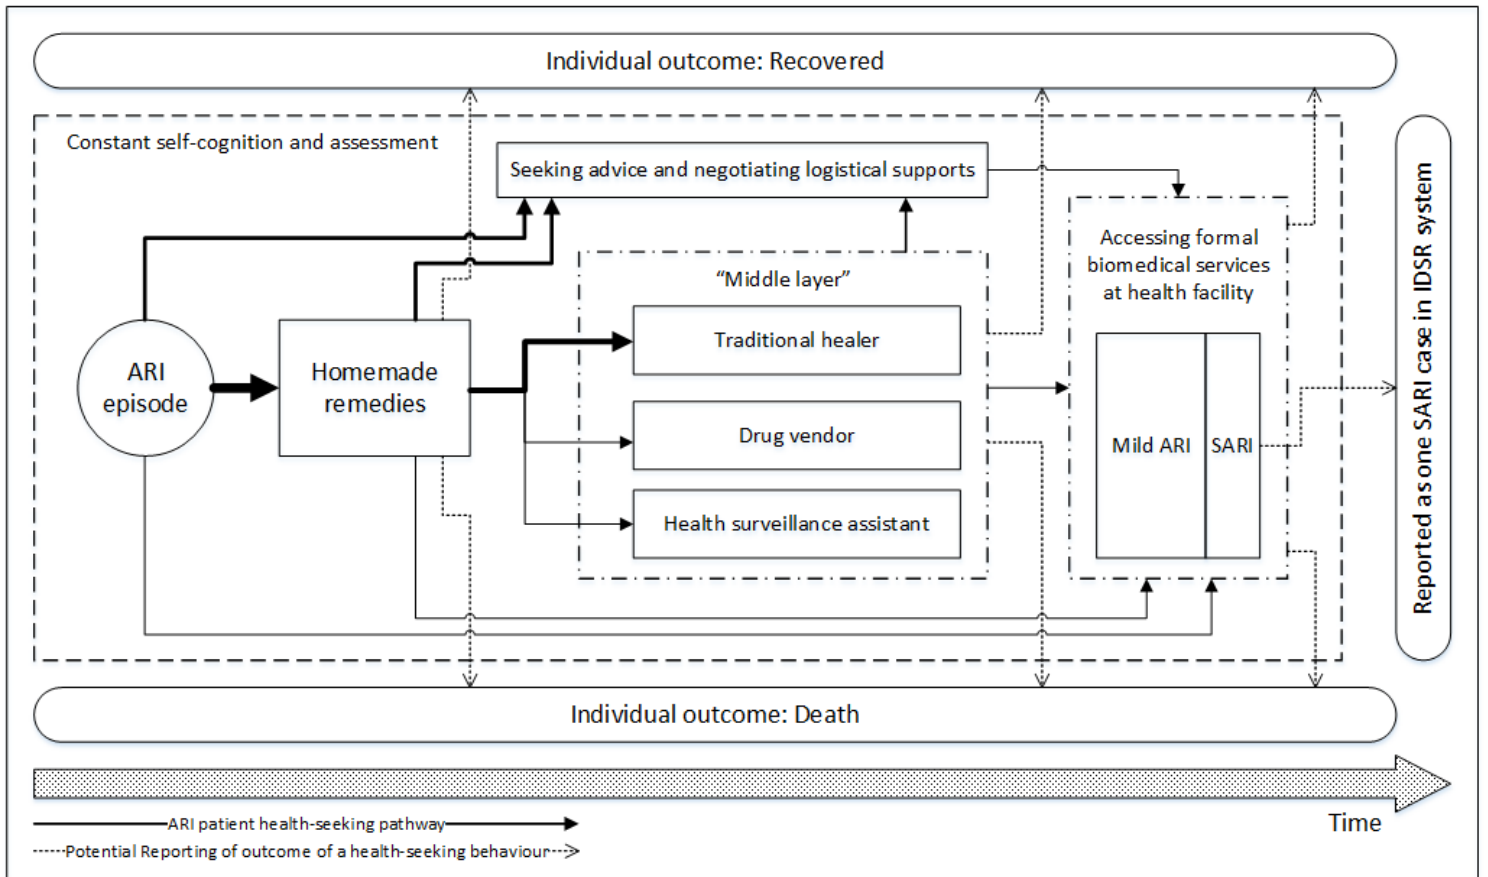 Individual outcome: Recovered
Constant self-cognition and assessment
Seeking advice and negotiating logistical supports
Accessing formal
biomedical services
at health facility
"Middle layer"
Traditional healer
ARI
episode
Homemade
remedies
Drug vendor
Mild ARI
SARI
Health surveillance assistant
Reported as one SARI case in IDSR system
Individual outcome: Death
Time
ARI patient health-seeking pathway
Potential Reporting of outcome of a health-seeking behaviour